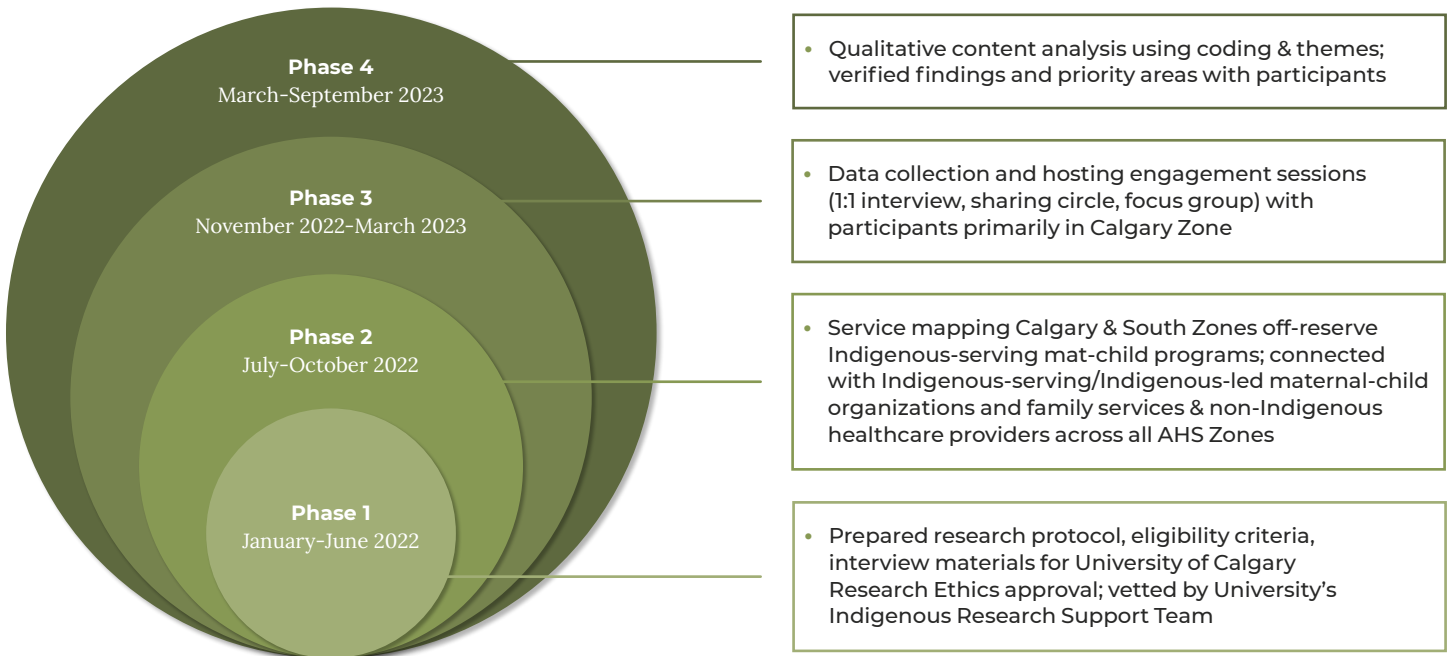 Phase 4
March-September 2023
• Qualitative content analysis using coding & themes;
verified findings and priority areas with participants
Phase 3
November 2022-March 2023
• Data collection and hosting engagement sessions
(1:1 interview, sharing circle, focus group) with
participants primarily in Calgary Zone
Phase 2
July-October 2022
• Service mapping Calgary & South Zones off-reserve
Indigenous-serving mat-child programs; connected
with Indigenous-serving/Indigenous-led maternal-child
organizations and family services & non-Indigenous
healthcare providers across all AHS Zones
Phase 1
January-June 2022
• Prepared research protocol, eligibility criteria,
interview materials for University of Calgary
Research Ethics approval; vetted by University’s
Indigenous Research Support Team